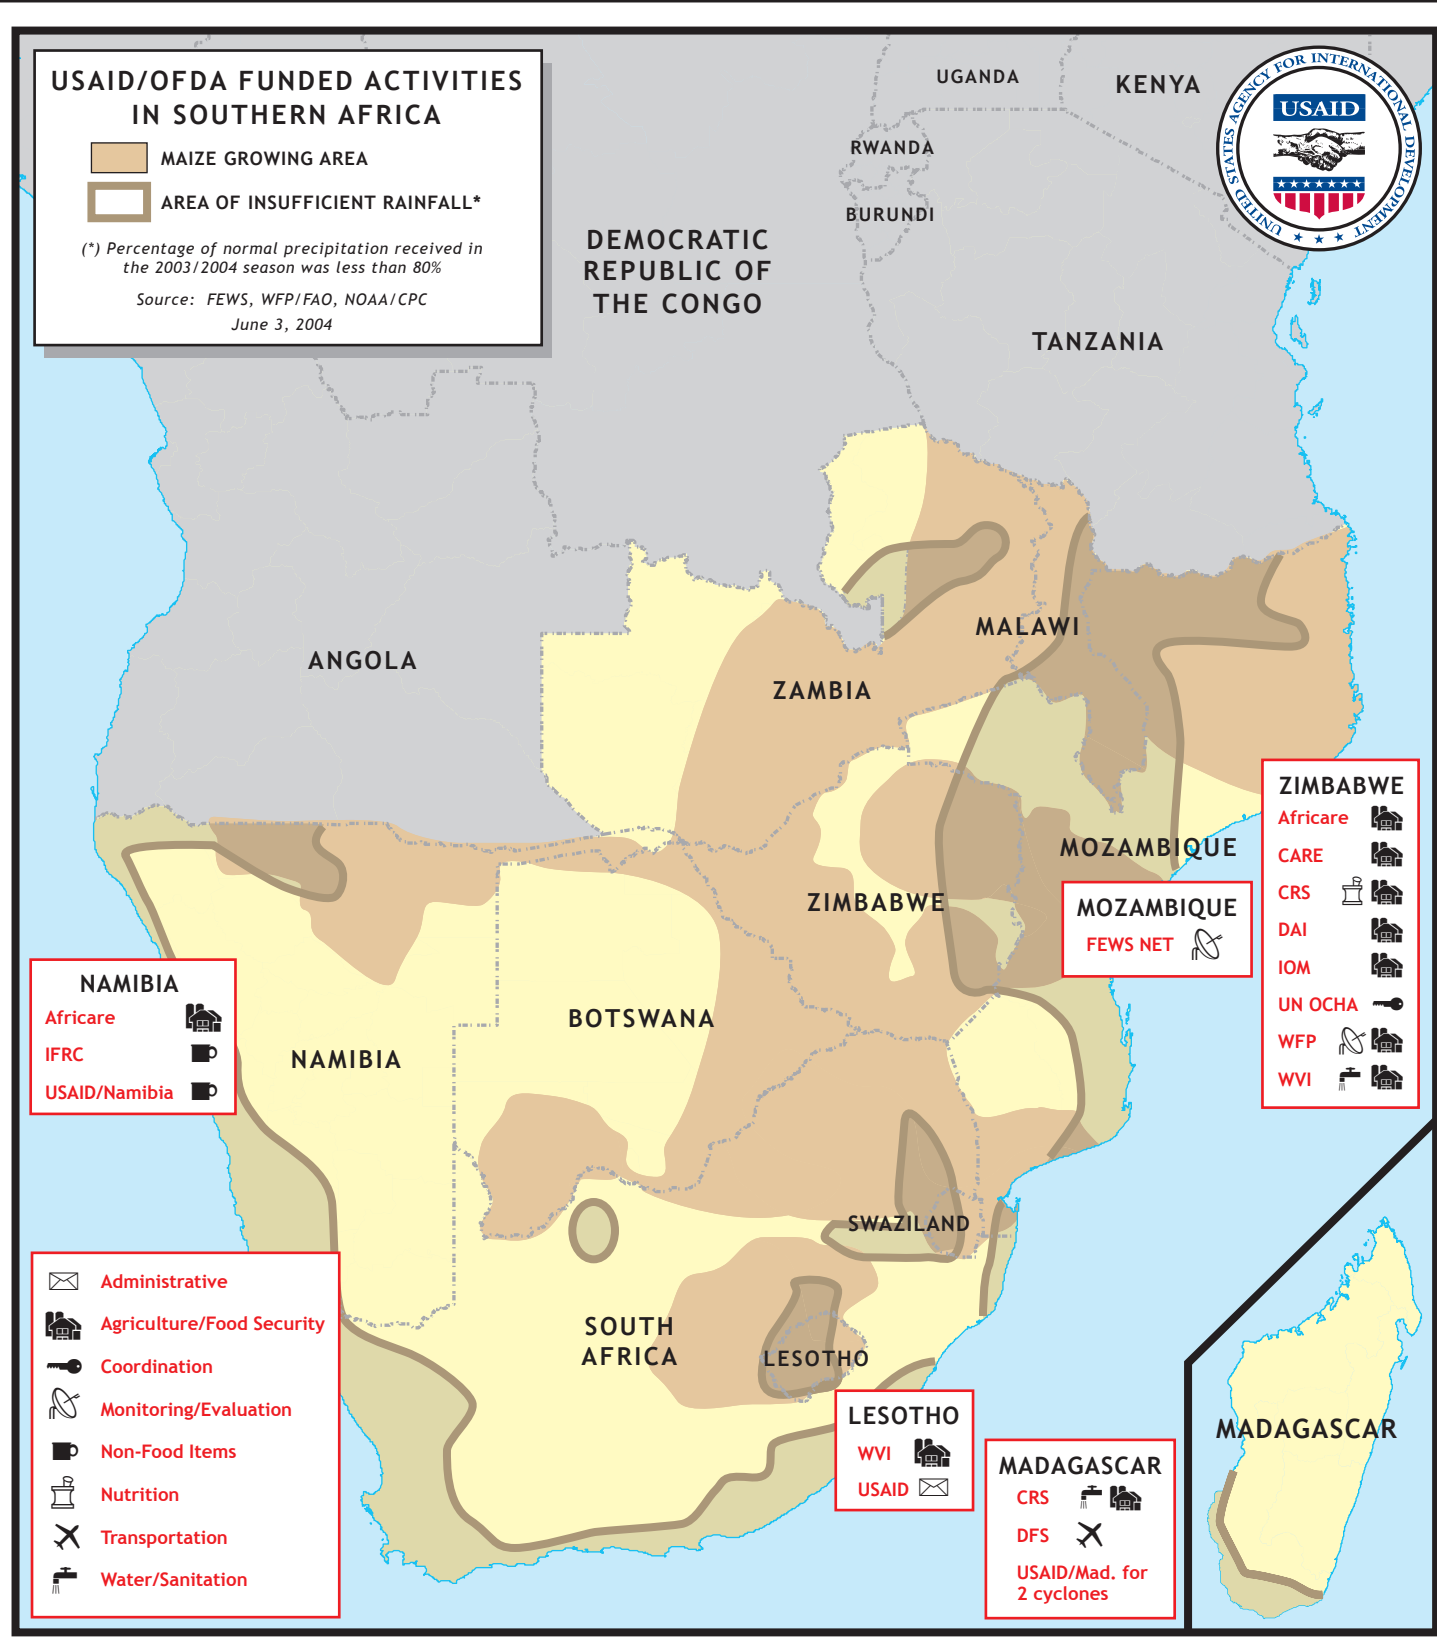 USAID/OFDA FUNDED ACTIVITIES
IN SOUTHERN AFRICA
MAIZE GROWING AREA
AREA OF INSUFFICIENT RAINFALL*
(*) Percentage of normal precipitation received in
the 2003/2004 season was less than 80%
Source: FEWS, WFP/FAO, NOAA/CPC
June 3, 2004
UNITED STATES AGENCY FOR INTERNATIONAL DEVELOPMENT
USAID
UGANDA
KENYA
RWANDA
BURUNDI
DEMOCRATIC
REPUBLIC OF
THE CONGO
TANZANIA
ANGOLA
MALAWI
ZAMBIA
MOZAMBIQUE
ZIMBABWE
BOTSWANA
NAMIBIA
SWAZILAND
SOUTH
AFRICA
LESOTHO
MADAGASCAR
ZIMBABWE
Africare
CARE
CRS
DAI
IOM
UN OCHA
WFP
WVI
MOZAMBIQUE
FEWS NET
NAMIBIA
Africare
IFRC
USAID/Namibia
Administrative
Agriculture/Food Security
Coordination
Monitoring/Evaluation
Non-Food Items
Nutrition
Transportation
Water/Sanitation
LESOTHO
WVI
USAID
MADAGASCAR
CRS
DFS
USAID/Mad. for
2 cyclones